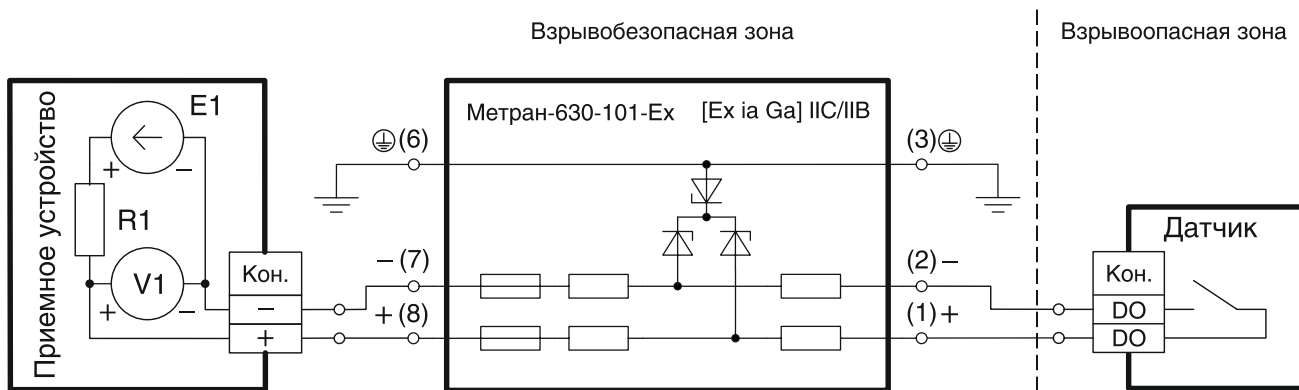 Взрывобезопасная зона
Взрывоопасная зона
Приемное устройство
E1
+
−
R1
V1
+
−
Кон.
−
+
Метран-630-101-Ex [Ex ia Ga] IIC/IIB
(6)
(3)
− (7)
(2) −
+ (8)
(1) +
Датчик
Кон.
DO
DO